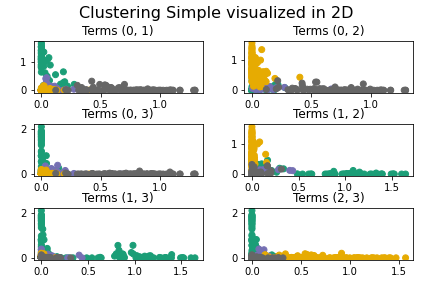 Clustering Simple visualized in 2D
Terms (0, 1)
Terms (0, 2)
1
0
0.0 0.5 1.0
1
0
0.0 0.5 1.0
Terms (0, 3)
Terms (1, 2)
2
0
0.0 0.5 1.0
1
0
0.0 0.5 1.0 1.5
Terms (1, 3)
Terms (2, 3)
2
0
0.0 0.5 1.0 1.5
2
0
0.0 0.5 1.0 1.5